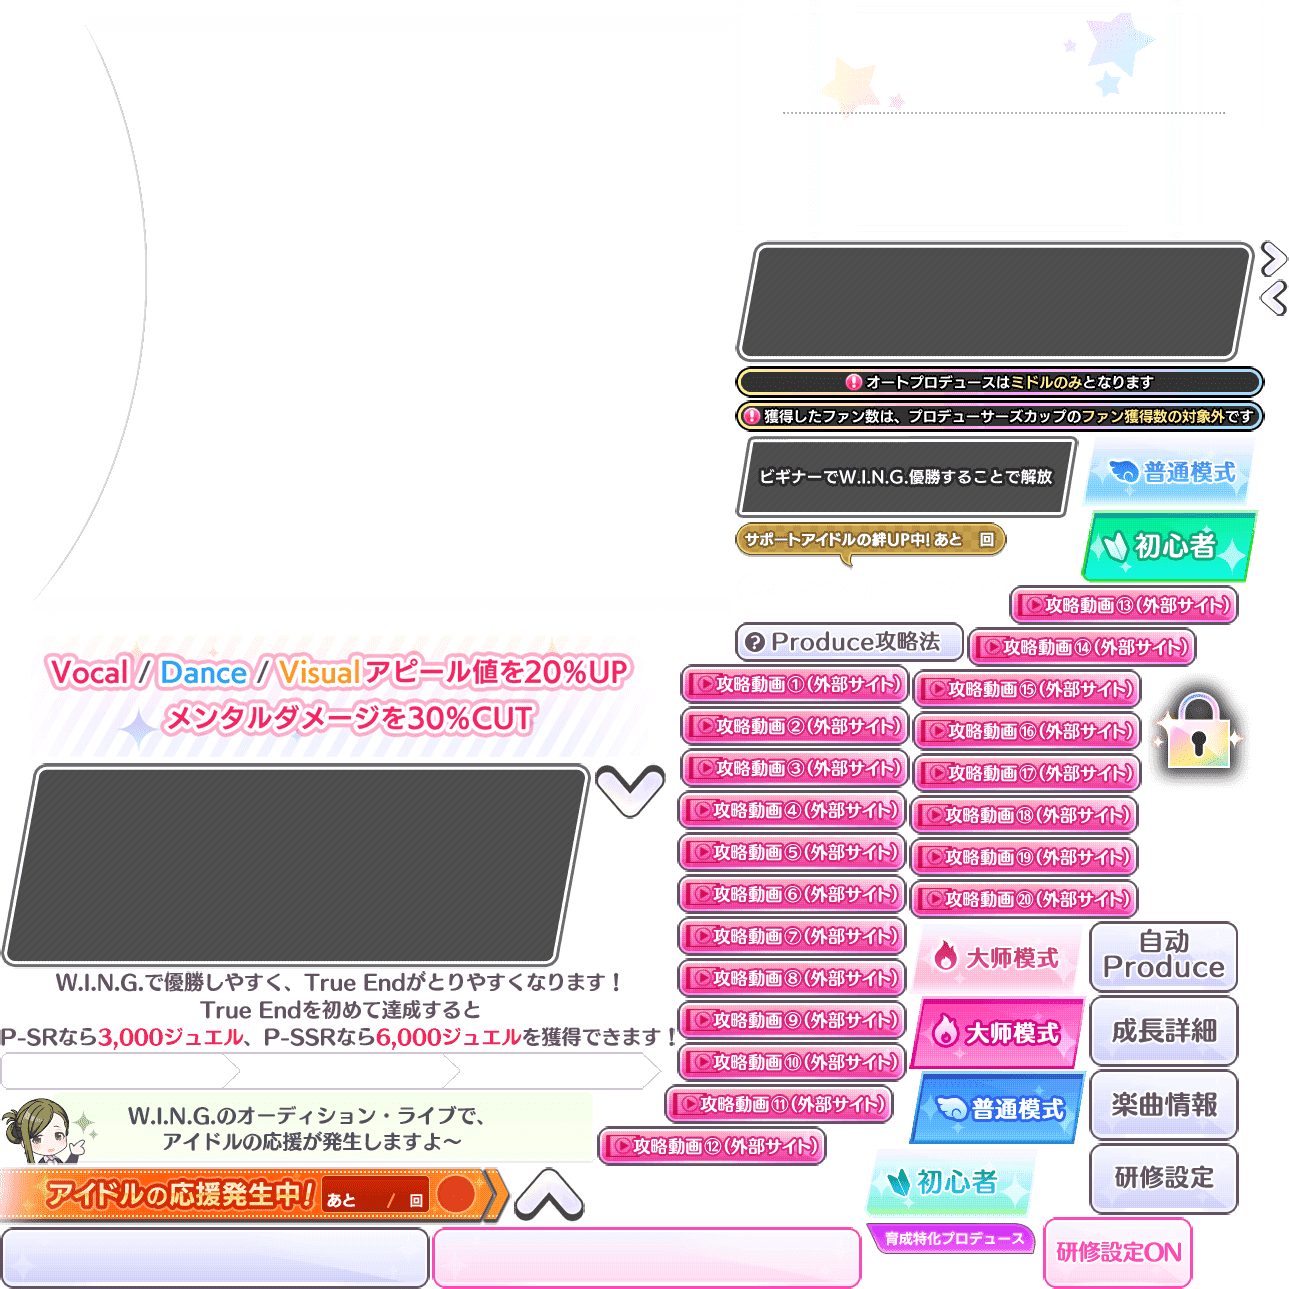 オートプロデュースはミドルのみとなります
獲得したファン数は、プロデューサーズカップのファン獲得数の対象外です
ビギナーでW.I.N.G.優勝することで解放
普通模式
サポートアイドルの絆UP中!あと 回
初心者
攻略動画⑬(外部サイト)
Produce攻略法
攻略動画⑭(外部サイト)
Vocal / Dance / Visualアピール値を20%UP
メンタルダメージを30%CUT
攻略動画①(外部サイト)
攻略動画⑮(外部サイト)
攻略動画②(外部サイト)
攻略動画⑯(外部サイト)
攻略動画③(外部サイト)
攻略動画⑰(外部サイト)
攻略動画④(外部サイト)
攻略動画⑱(外部サイト)
攻略動画⑤(外部サイト)
攻略動画⑲(外部サイト)
攻略動画⑥(外部サイト)
攻略動画⑳(外部サイト)
攻略動画⑦(外部サイト)
攻略動画⑧(外部サイト)
攻略動画⑨(外部サイト)
攻略動画⑩(外部サイト)
攻略動画⑪(外部サイト)
攻略動画⑫(外部サイト)
大师模式
自动
Produce
大师模式
成長詳細
普通模式
楽曲情報
初心者
研修設定
育成特化プロデュース
研修設定ON
W.I.N.G.で優勝しやすく、True Endがとりやすくなります！
True Endを初めて達成すると
P-SRなら3,000ジュエル、P-SSRなら6,000ジュエルを獲得できます！
W.I.N.G.のオーディション・ライブで、
アイドルの応援が発生しますよ～
アイドルの応援発生中! あと / 回